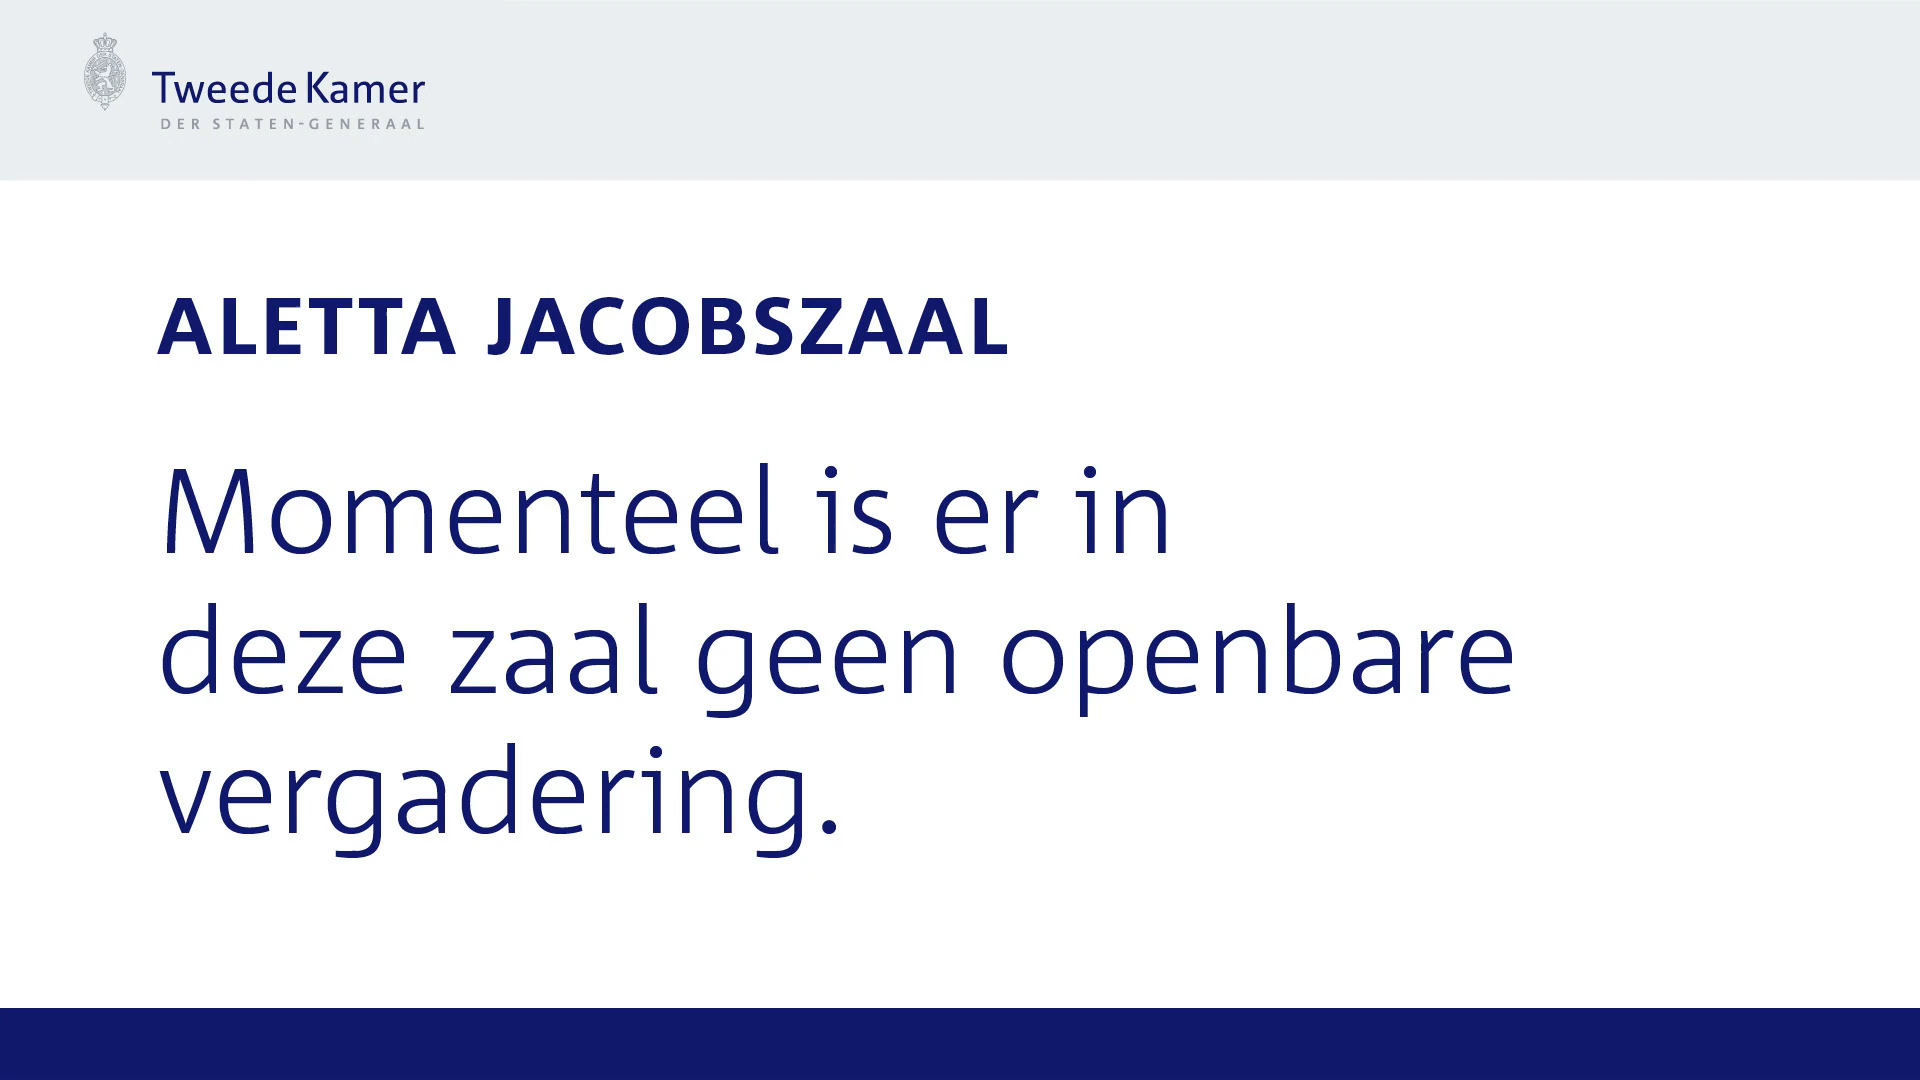 Tweede Kamer
DER STATEN-GENERAAL
ALETTA JACOBSZAAL
Momenteel is er in
deze zaal geen openbare
vergadering.